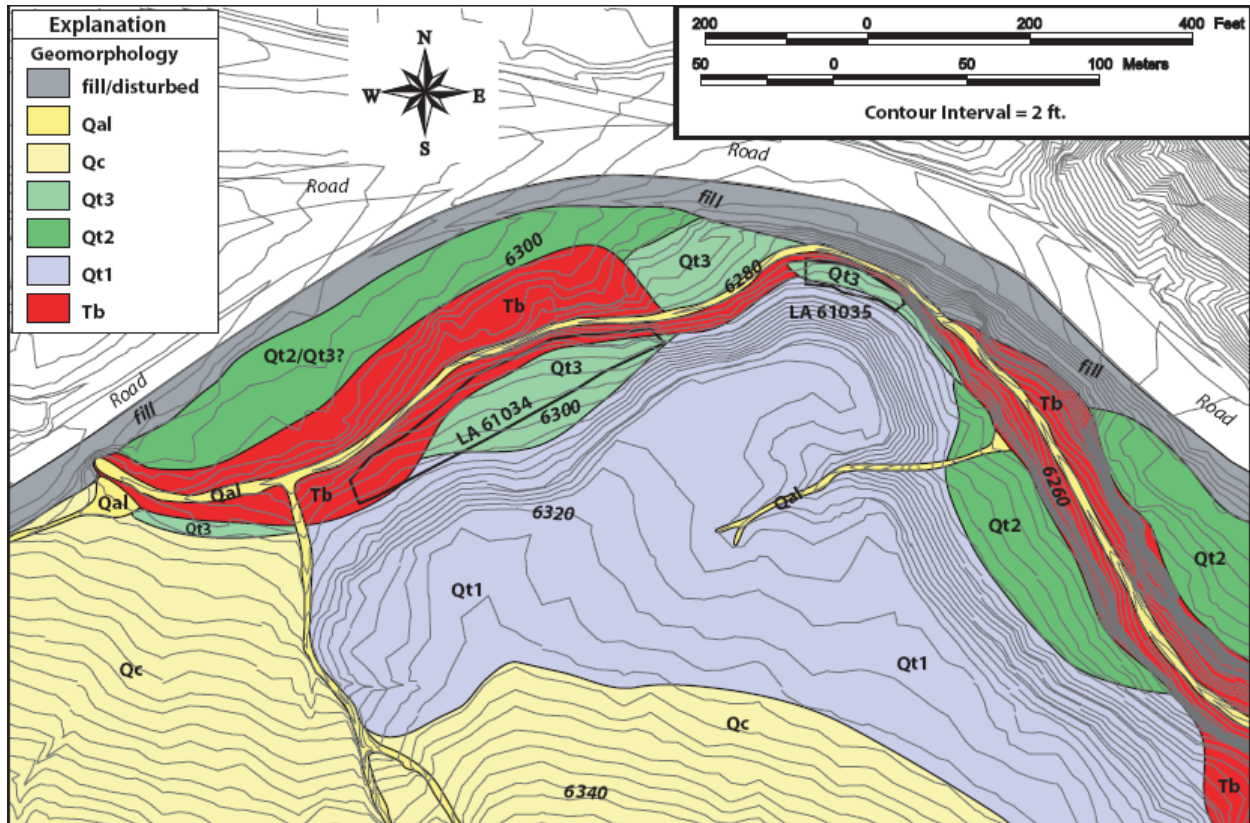 Explanation
Geomorphology
fill/disturbed
Qal
Qc
Qt3
Qt2
Qt1
Tb
N
W E
S
200 0 200 400 Feet
50 0 50 100 Meters
Contour Interval = 2 ft.
Road
Road
fill
6300
Qt3
6280
Qt3
Tb
LA 61035
Qt2/Qt3?
Qt3
fill
Road
Road
LA 61034
6300
Tb
fill
Qal
Qal
Tb
6260
Qal
6320
Qt3
Qt2
Qt2
Qt1
Qc
Qt1
Qc
6340
Tb